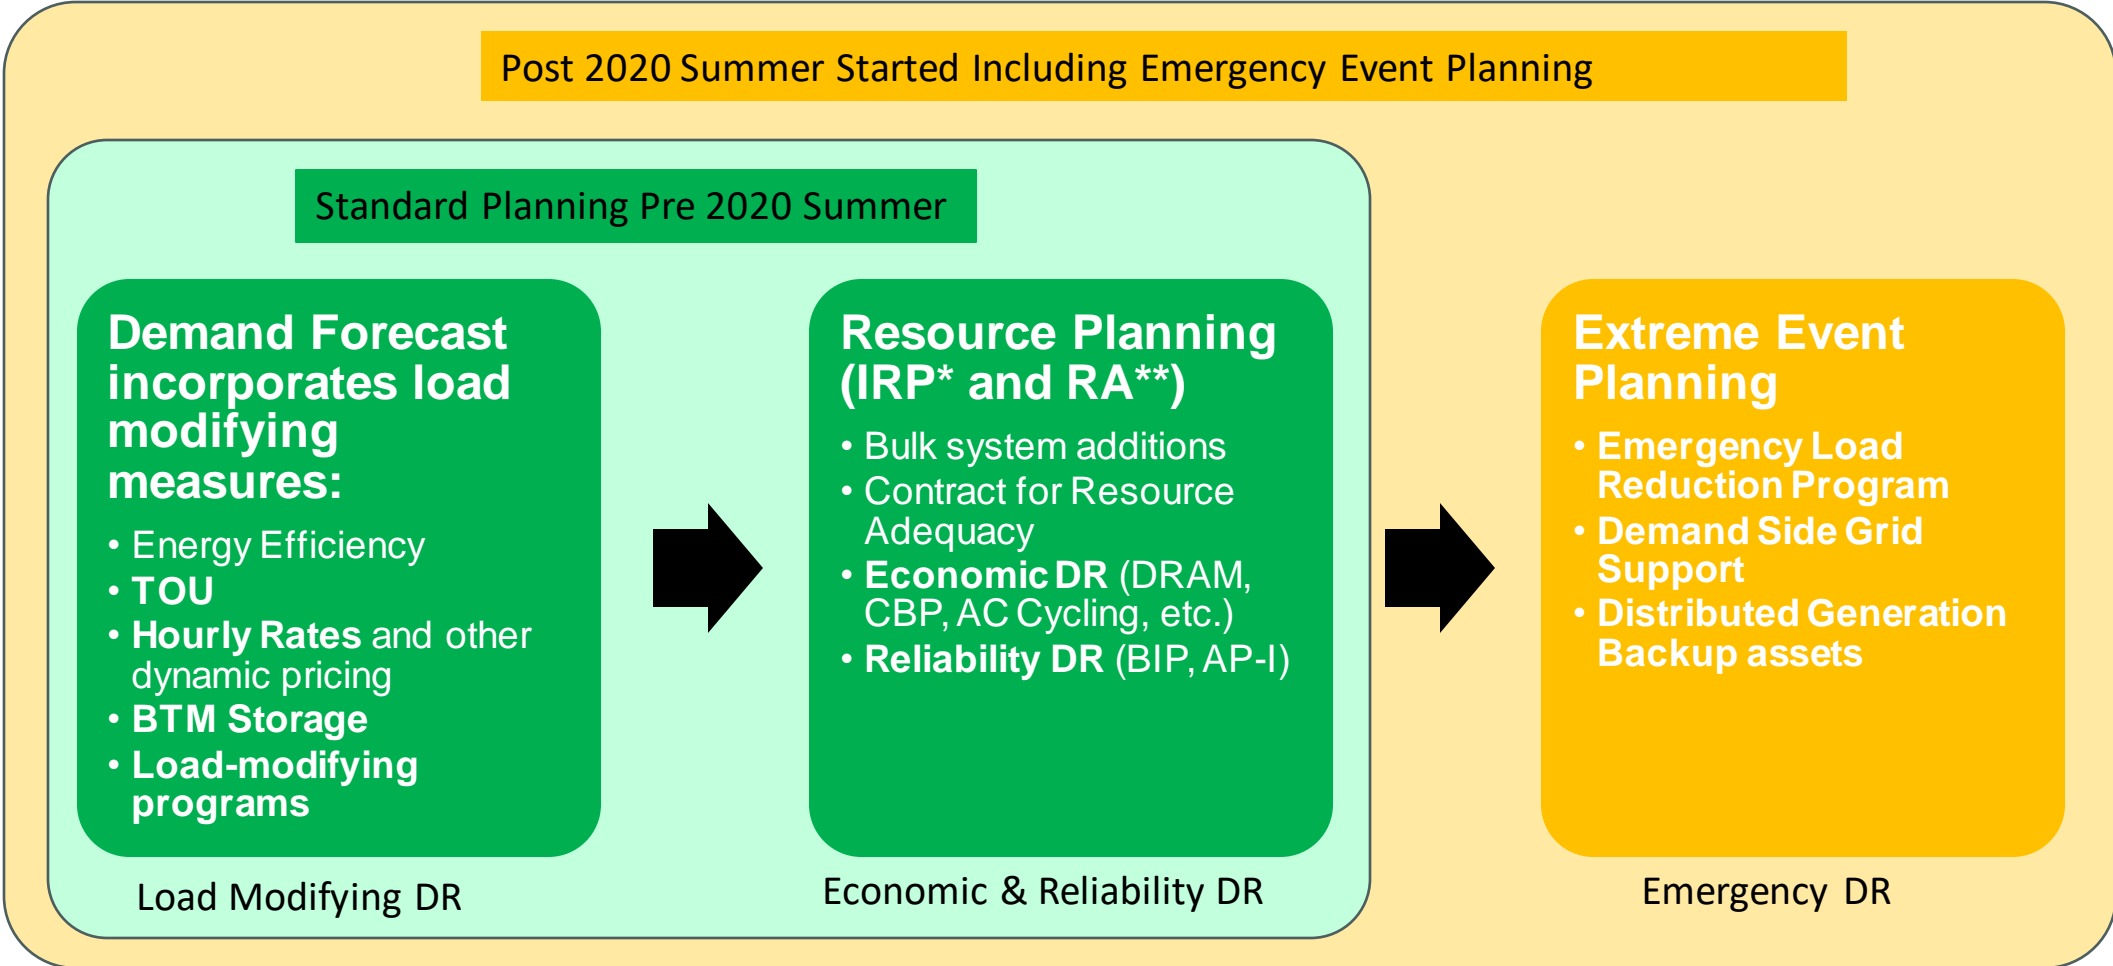 Post 2020 Summer Started Including Emergency Event Planning
Standard Planning Pre 2020 Summer
Demand Forecast
incorporates load
modifying
measures:
• Energy Efficiency
• TOU
• Hourly Rates and other
dynamic pricing
• BTM Storage
• Load-modifying
programs
Load Modifying DR
Resource Planning
(IRP* and RA**)
• Bulk system additions
• Contract for Resource
Adequacy
• Economic DR (DRAM,
CBP, AC Cycling, etc.)
• Reliability DR (BIP, AP-I)
Economic & Reliability DR
Extreme Event
Planning
• Emergency Load
Reduction Program
• Demand Side Grid
Support
• Distributed Generation
Backup assets
Emergency DR